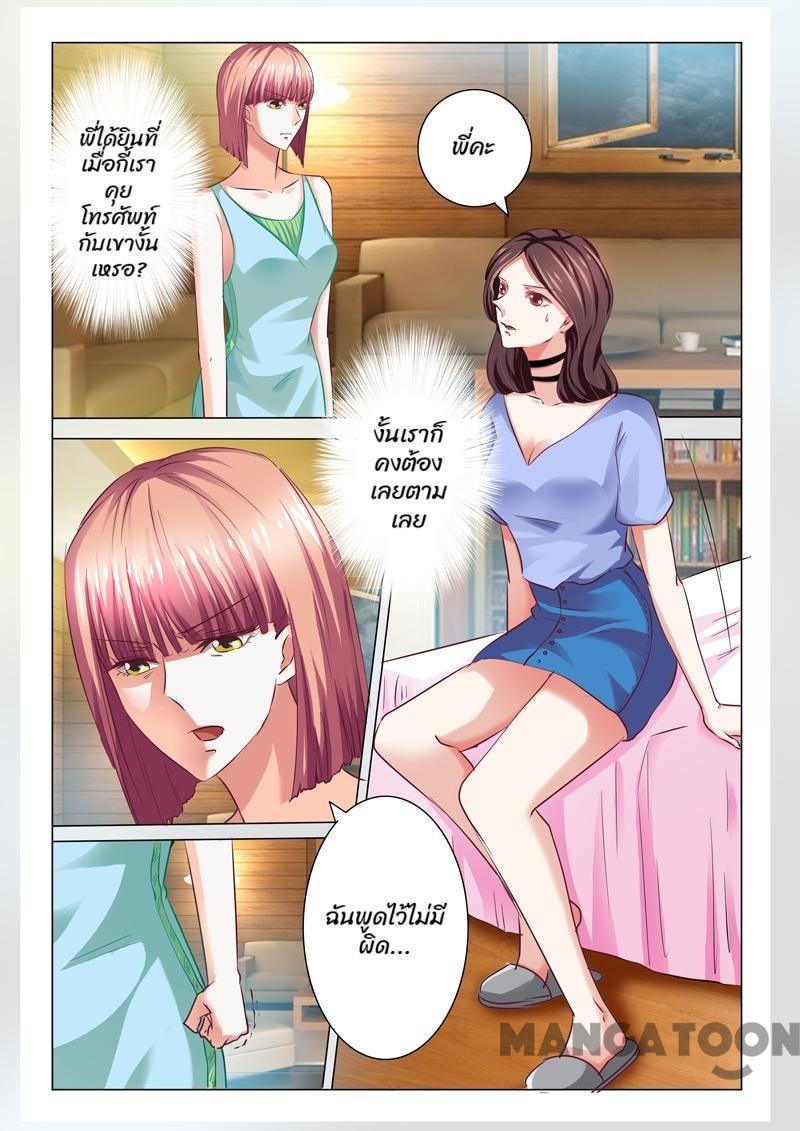 พี่คะ
พี่ได้ยินที่
เมื่อกี้เรา
คุย
โทรศัพท์
กับเขางั้น
เหรอ?
งั้นเราก็
คงต้อง
เลยตาม
เลย
ฉันพูดไว้ไม่มี
ผิด...
MANGATOON